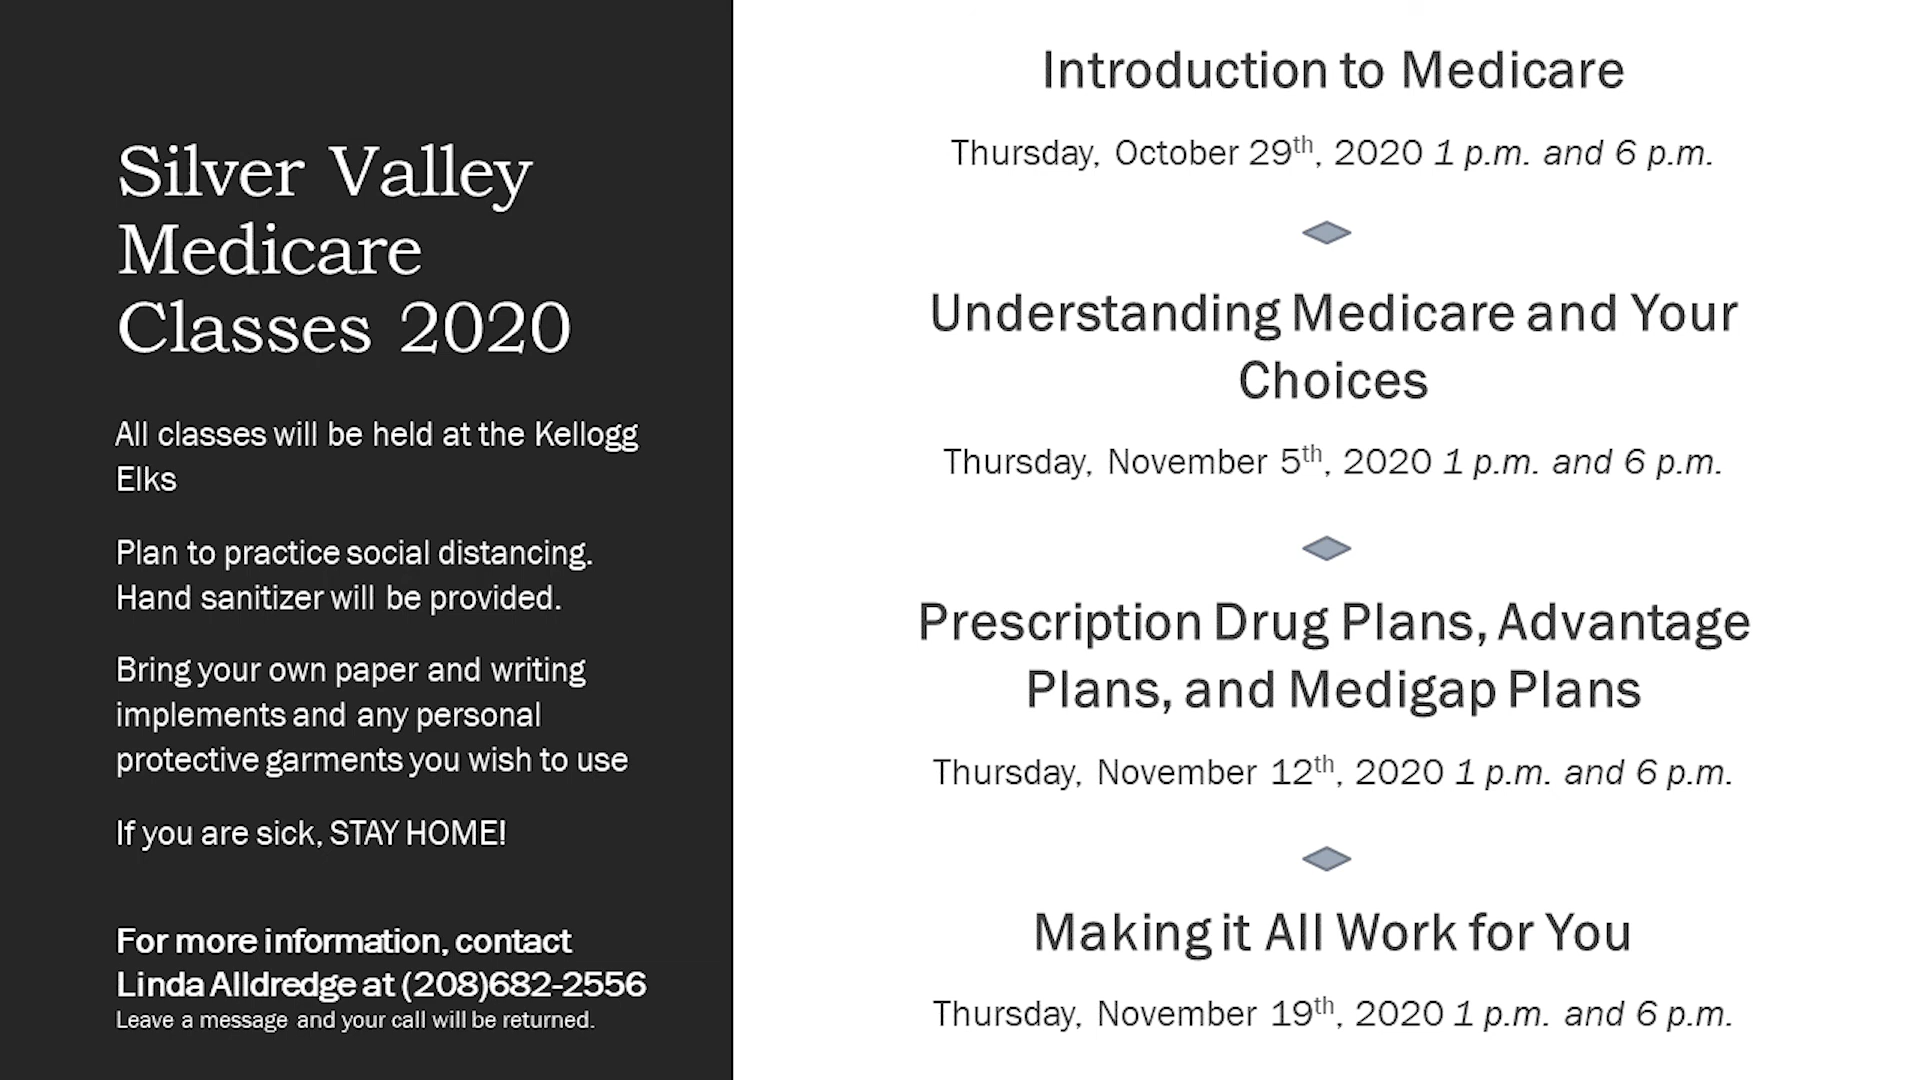 Silver Valley
Medicare
Classes 2020
All classes will be held at the Kellogg
Elks
Plan to practice social distancing.
Hand sanitizer will be provided.
Bring your own paper and writing
implements and any personal
protective garments you wish to use
If you are sick, STAY HOME!
For more information, contact
Linda Alldredge at (208)682-2556
Leave a message and your call will be returned.
Introduction to Medicare
Thursday, October 29th, 2020 1 p.m. and 6 p.m.
Understanding Medicare and Your
Choices
Thursday, November 5th, 2020 1 p.m. and 6 p.m.
Prescription Drug Plans, Advantage
Plans, and Medigap Plans
Thursday, November 12th, 2020 1 p.m. and 6 p.m.
Making it All Work for You
Thursday, November 19th, 2020 1 p.m. and 6 p.m.